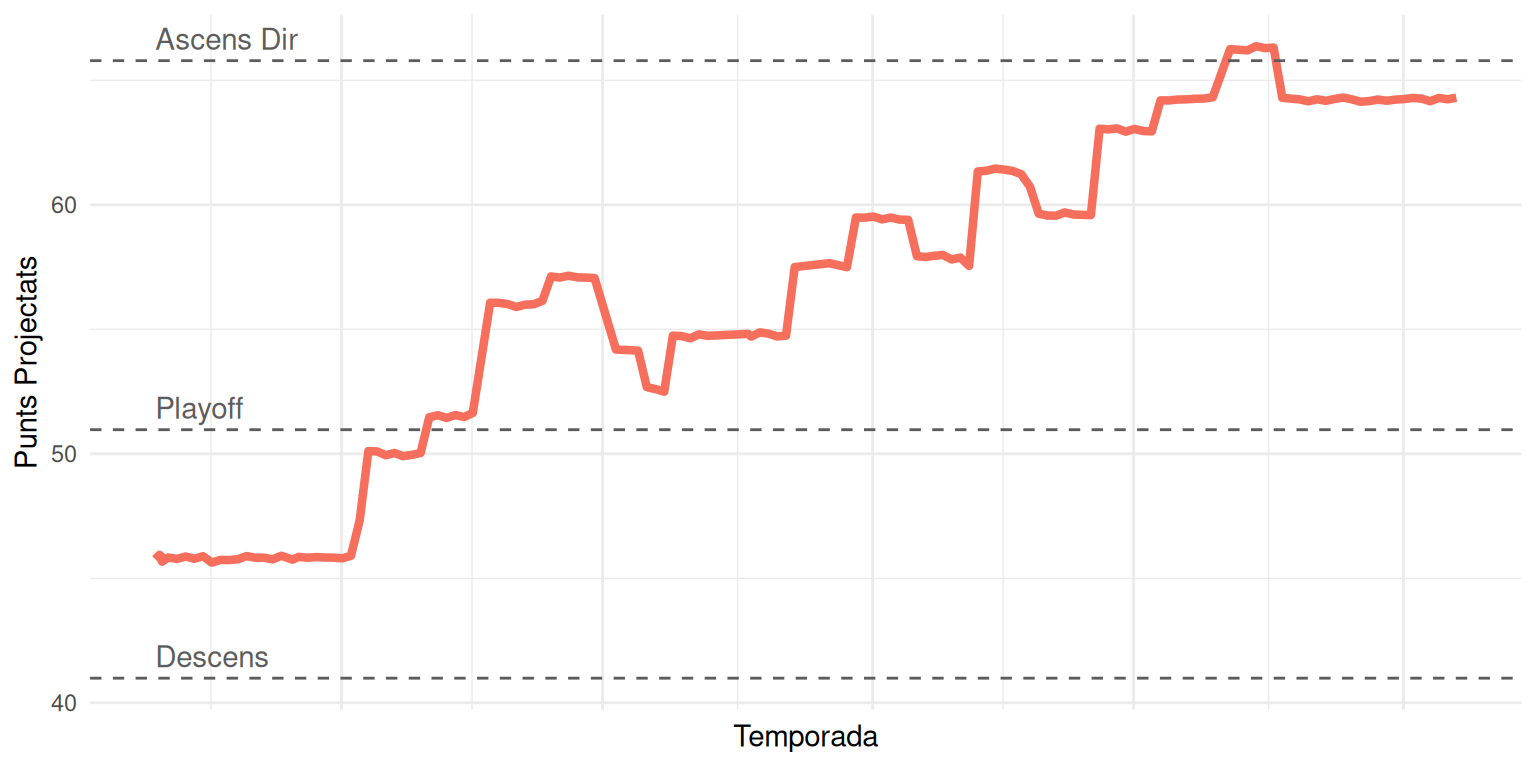 Ascens Dir
60
Punts Projectats
Playoff
50
Descens
40
Temporada